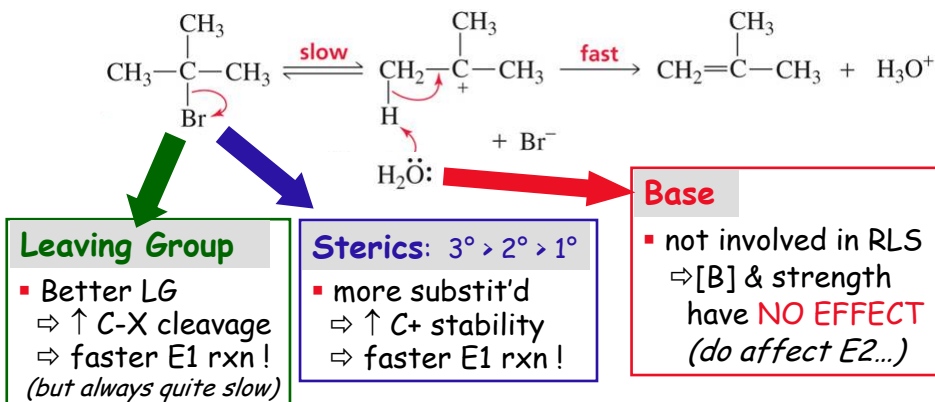 CH₃ CH₃ CH₃
CH₃—C—CH₃ slow CH₂—C—CH₃ fast CH₂=C—CH₃ + H₃O⁺
+
Br H
+ Br⁻
H₂Ö:
Leaving Group
▪ Better LG
⇨ ↑ C-X cleavage
⇨ faster E1 rxn !
(but always quite slow)
Sterics: 3° > 2° > 1°
▪ more substit'd
⇨ ↑ C+ stability
⇨ faster E1 rxn !
Base
▪ not involved in RLS
⇨[B] & strength
have NO EFFECT
(do affect E2…)